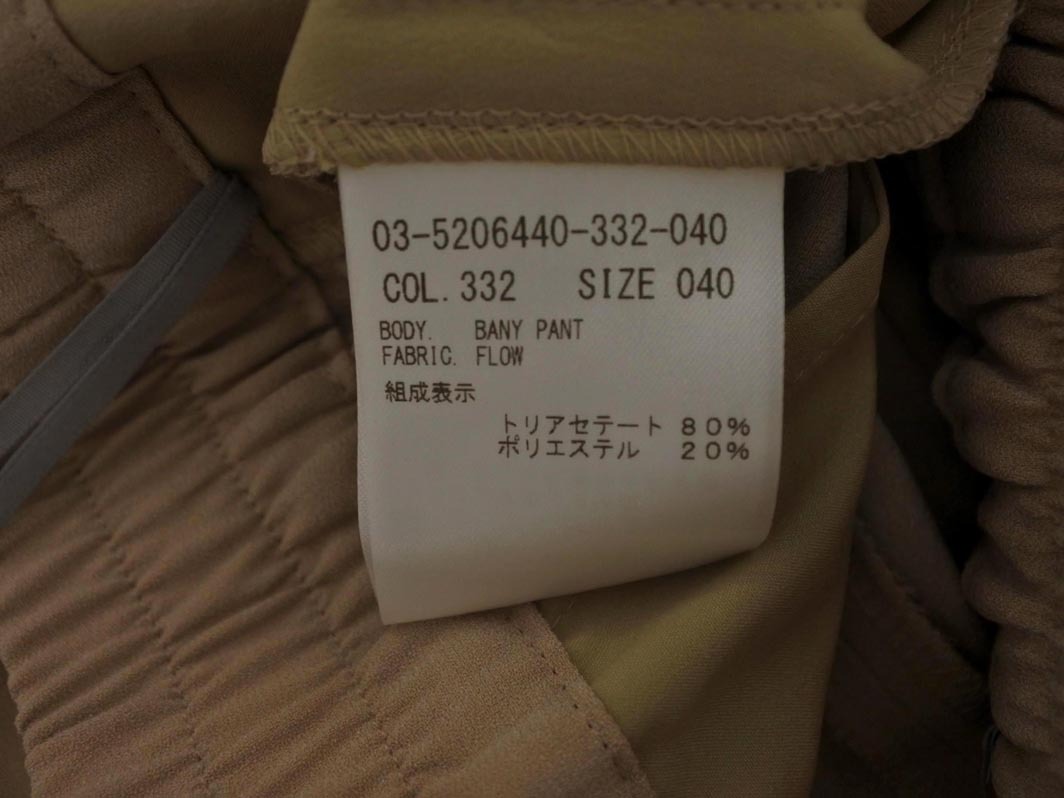 03-5206440-332-040
COL. 332 SIZE 040
BODY. BANY PANT
FABRIC. FLOW
組成表示
トリアセテート 80%
ポリエステル 20%